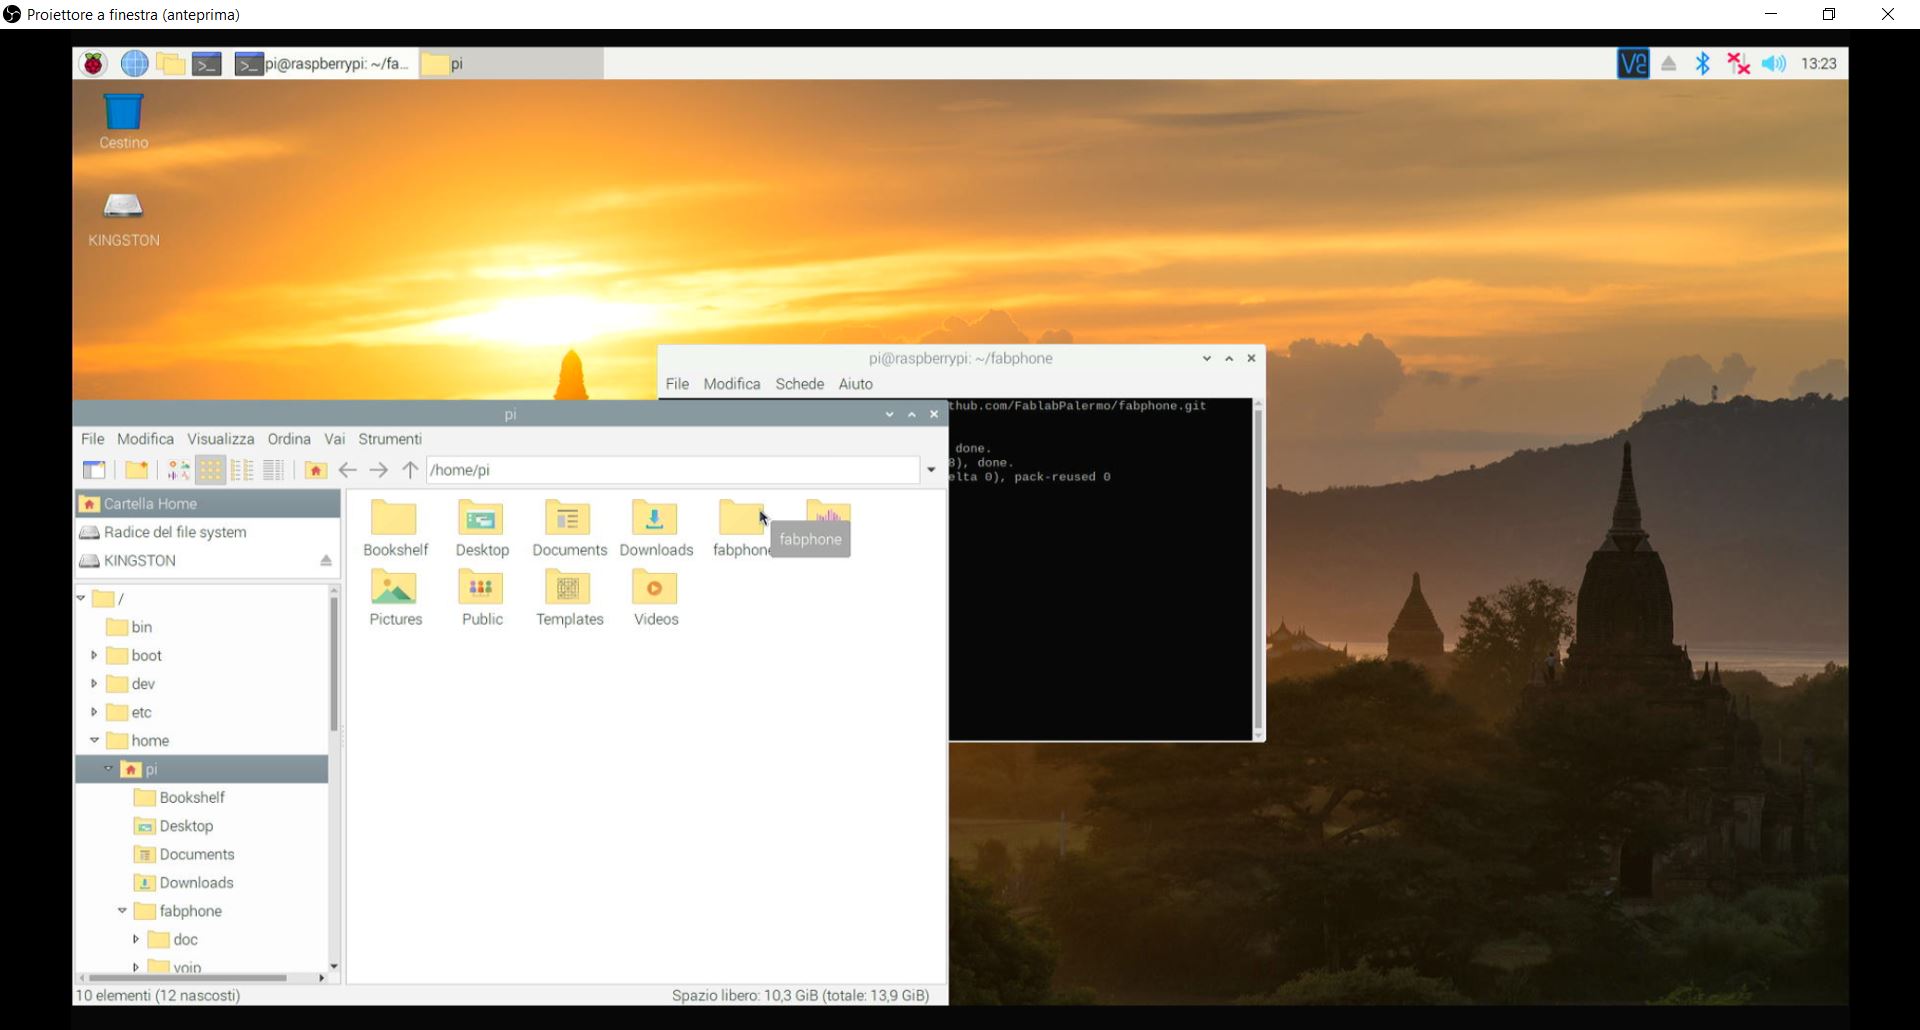 Proiettore a finestra (anteprima)
pi@raspberrypi: ~/fa...
pi
13:23
Cestino
KINGSTON
pi@raspberrypi: ~/fabphone
File Modifica Schede Aiuto
thub.com/FablabPalermo/fabphone.git
done.
8), done.
elta 0), pack-reused 0
pi
File Modifica Visualizza Ordina Vai Strumenti
/home/pi
Cartella Home
Radice del file system
KINGSTON
/
bin
boot
dev
etc
home
pi
Bookshelf
Desktop
Documents
Downloads
fabphone
doc
voip
Bookshelf Desktop Documents Downloads fabphone
fabphone
Pictures Public Templates Videos
10 elementi (12 nascosti)
Spazio libero: 10,3 GiB (totale: 13,9 GiB)